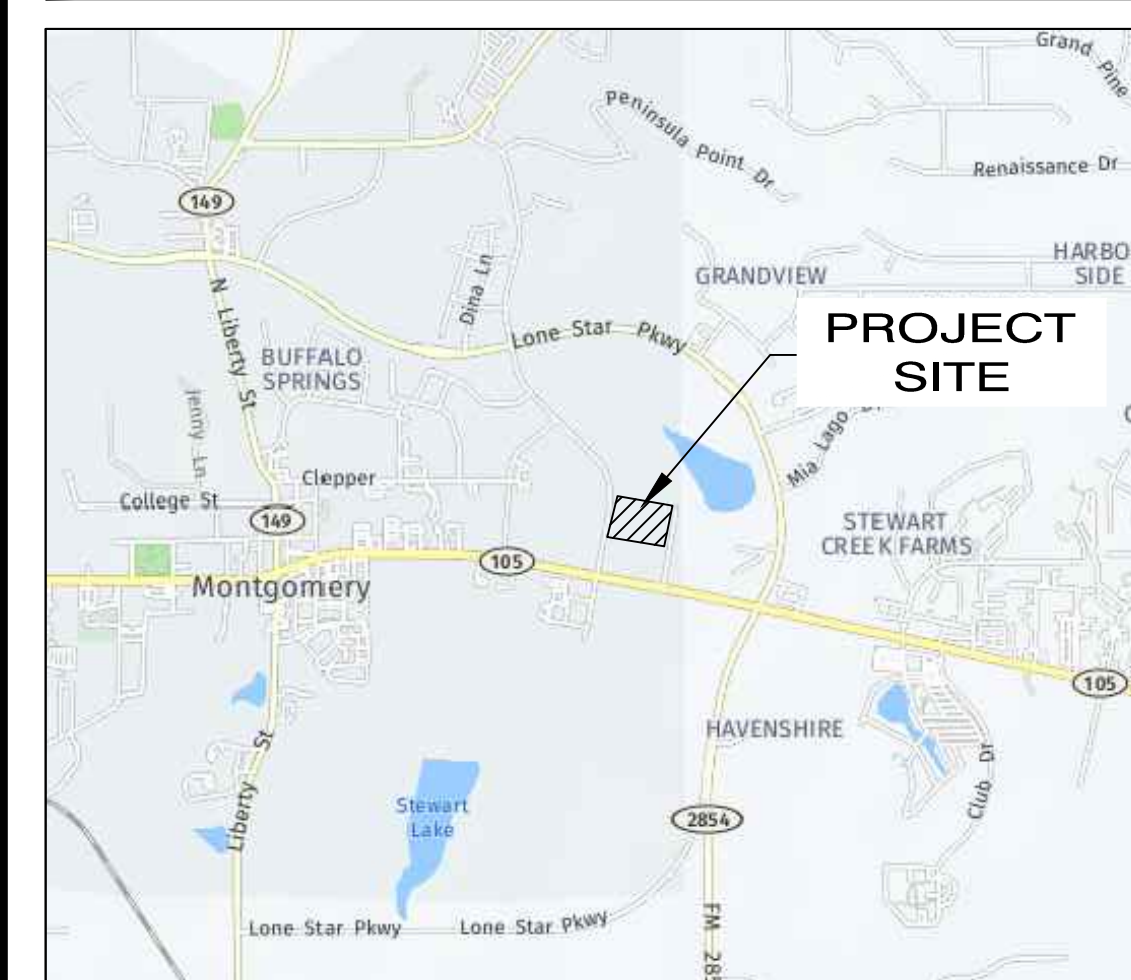 Grand Pine
Peninsula Point Dr
Renaissance Dr
149
HARBO
SIDE
GRANDVIEW
Dina Ln
N Liberty St
Lone Star Pkwy
PROJECT
SITE
BUFFALO
SPRINGS
Jenny Ln
Mia Lago
Clepper
College St
149
STEWART
CREEK FARMS
105
Montgomery
105
HAVENSHIRE
Liberty St
Club Dr
Stewart
Lake
2854
Lone Star Pkwy
Lone Star Pkwy
FM 285